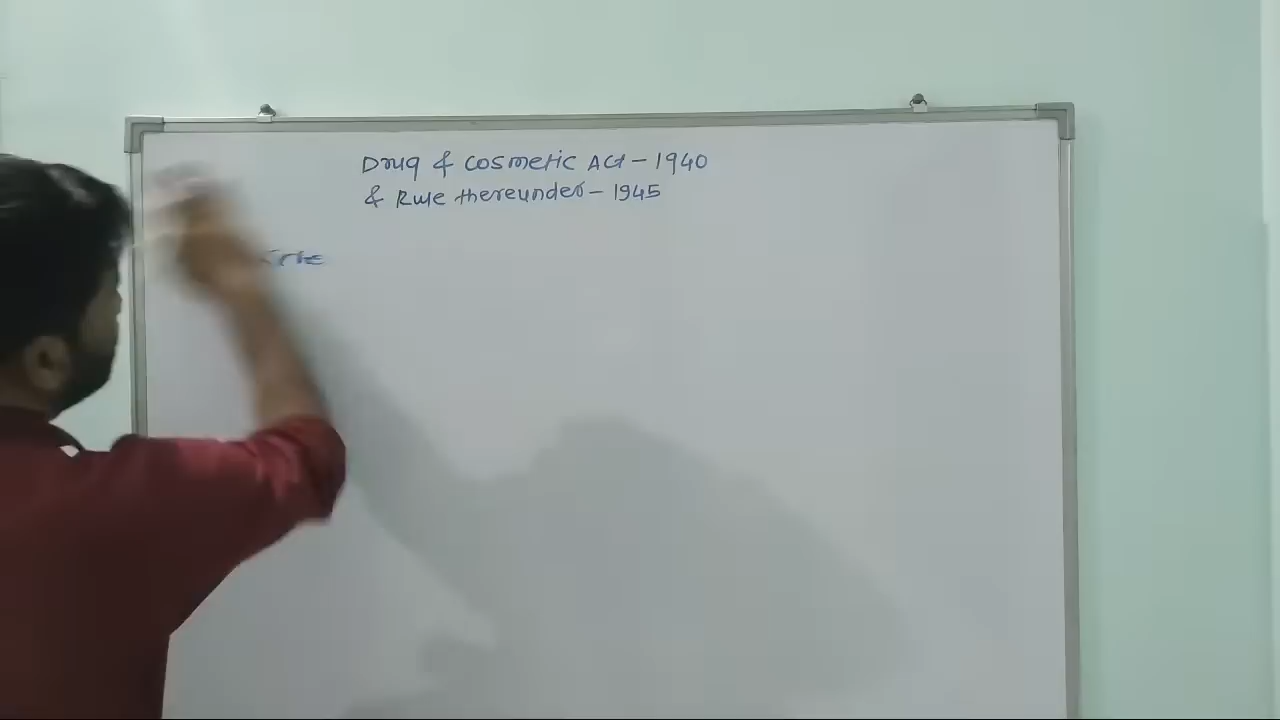 Drug & Cosmetic Act - 1940
& Rule thereunder - 1945